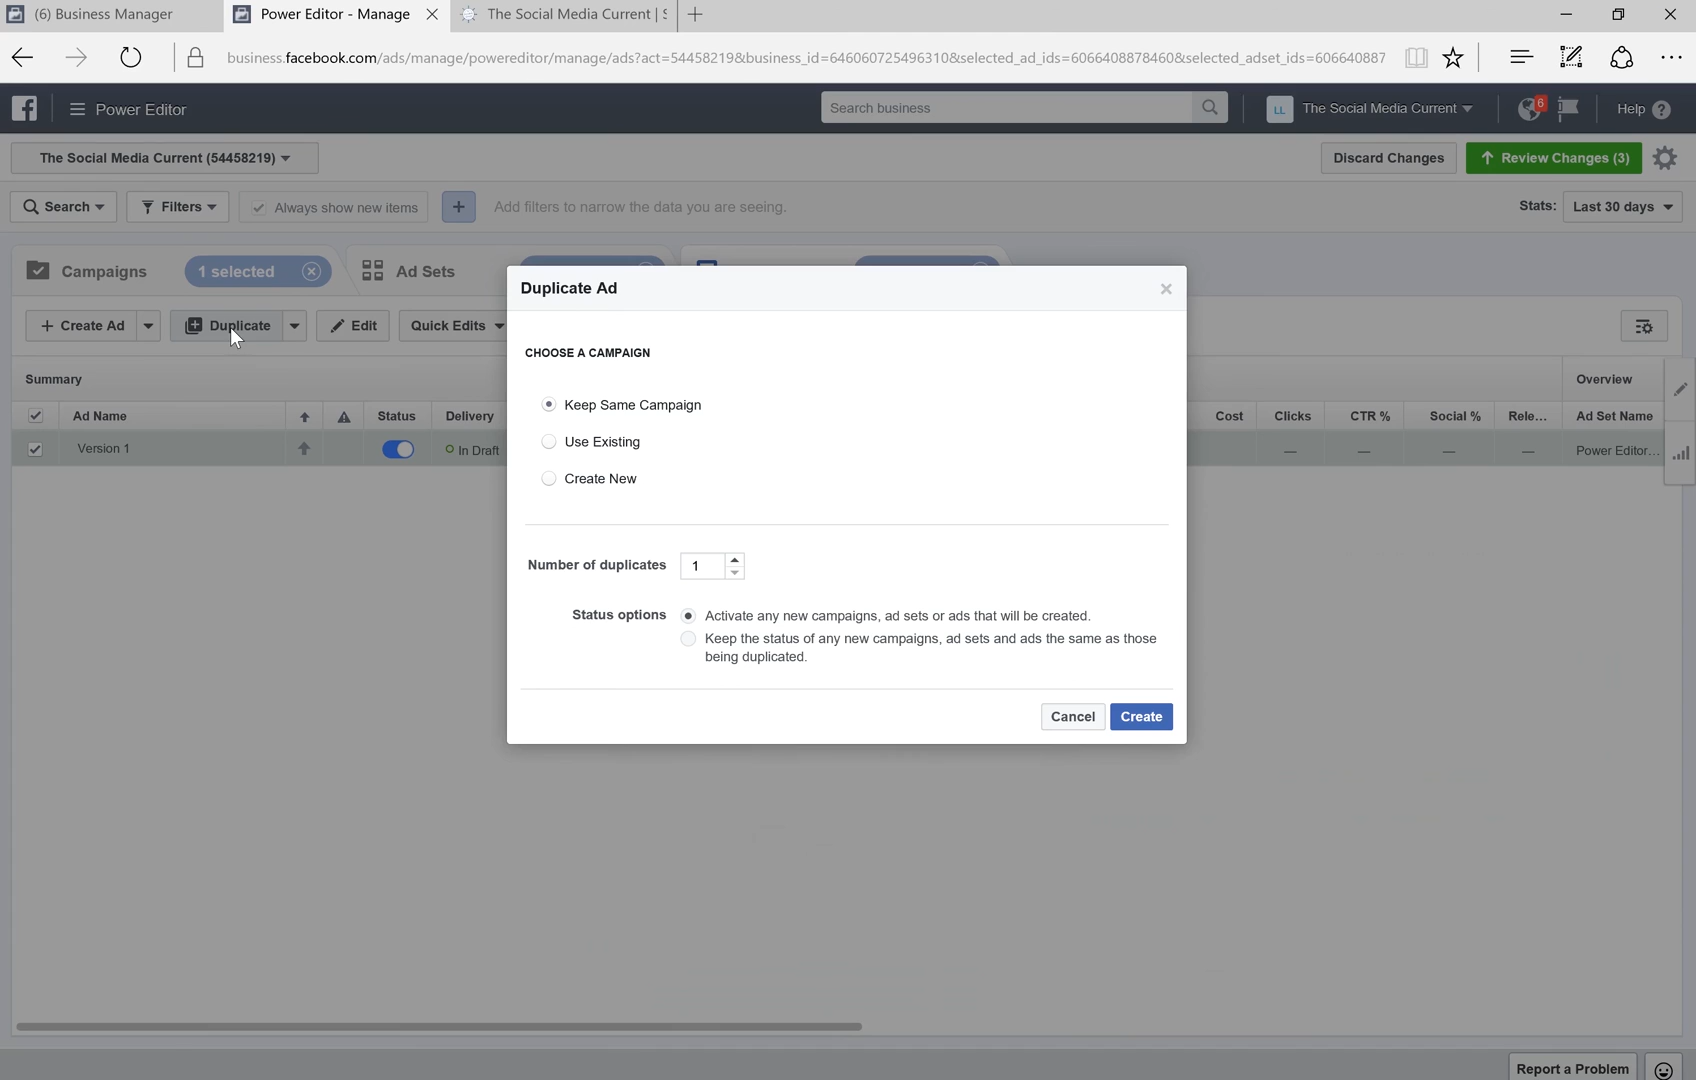 (6) Business Manager
Power Editor - Manage
The Social Media Current | S
business.facebook.com/ads/manage/powereditor/manage/ads?act=54458219&business_id=646060725496310&selected_ad_ids=6066408878460&selected_adset_ids=606640887
Power Editor
Search business
LL
The Social Media Current
6
Help ?
The Social Media Current (54458219)
Discard Changes
Review Changes (3)
Search
Filters
Always show new items
+
Add filters to narrow the data you are seeing.
Stats:
Last 30 days
Campaigns
1 selected
Ad Sets
+ Create Ad
Duplicate
Edit
Quick Edits
Summary
Overview
Ad Name
Status
Delivery
Cost
Clicks
CTR %
Social %
Rele...
Ad Set Name
Version 1
In Draft
—
—
—
—
Power Editor...
Duplicate Ad
CHOOSE A CAMPAIGN
Keep Same Campaign
Use Existing
Create New
Number of duplicates
1
Status options
Activate any new campaigns, ad sets or ads that will be created.
Keep the status of any new campaigns, ad sets and ads the same as those
being duplicated.
Cancel
Create
Report a Problem